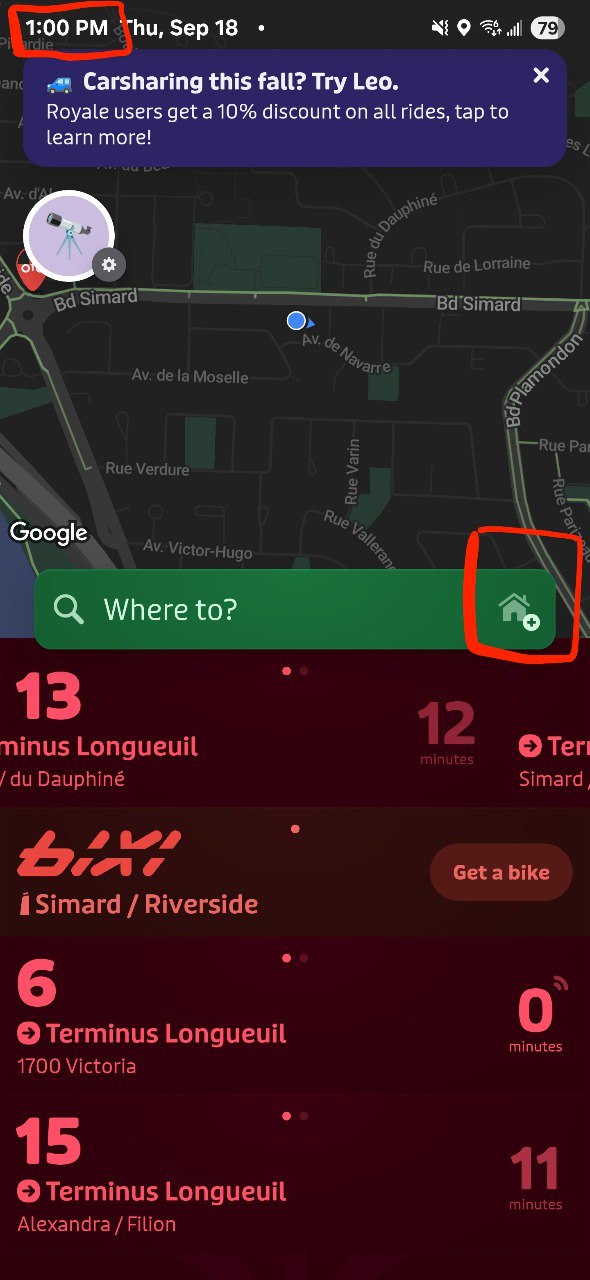 1:00 PM Thu, Sep 18 •
🚙 Carsharing this fall? Try Leo.
Royale users get a 10% discount on all rides, tap to
learn more!
Av. d'A
Rue du Dauphiné
Rue de Lorraine
Bd Simard
Bd Simard
Av. de Navarre
Av. de la Moselle
Bd Plamondon
Rue Verdure
Rue Varin
Rue Par
Rue Pariz
Google
Av. Victor-Hugo
Rue Valleran
Where to?
13
minus Longueuil
/ du Dauphiné
12
minutes
Ter
Simard /
bixi
Simard / Riverside
Get a bike
6
Terminus Longueuil
1700 Victoria
0
minutes
15
Terminus Longueuil
Alexandra / Filion
11
minutes
79